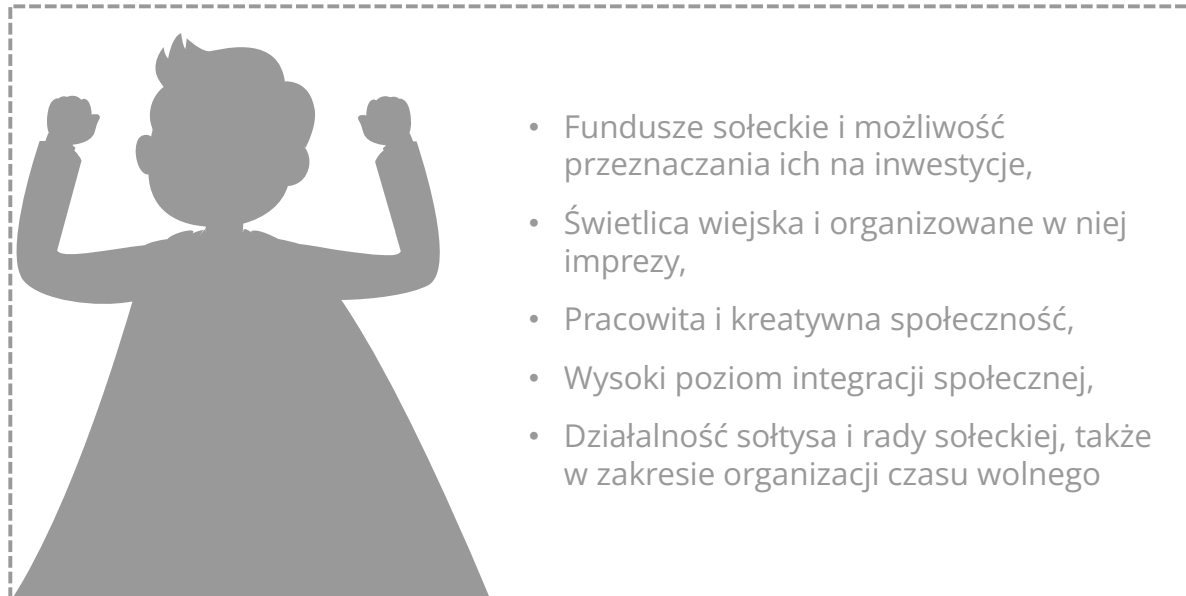 • Fundusze sołeckie i możliwość
przeznaczania ich na inwestycje,
• Świetlica wiejska i organizowane w niej
imprezy,
• Pracowita i kreatywna społeczność,
• Wysoki poziom integracji społecznej,
• Działalność sołtysa i rady sołeckiej, także
w zakresie organizacji czasu wolnego